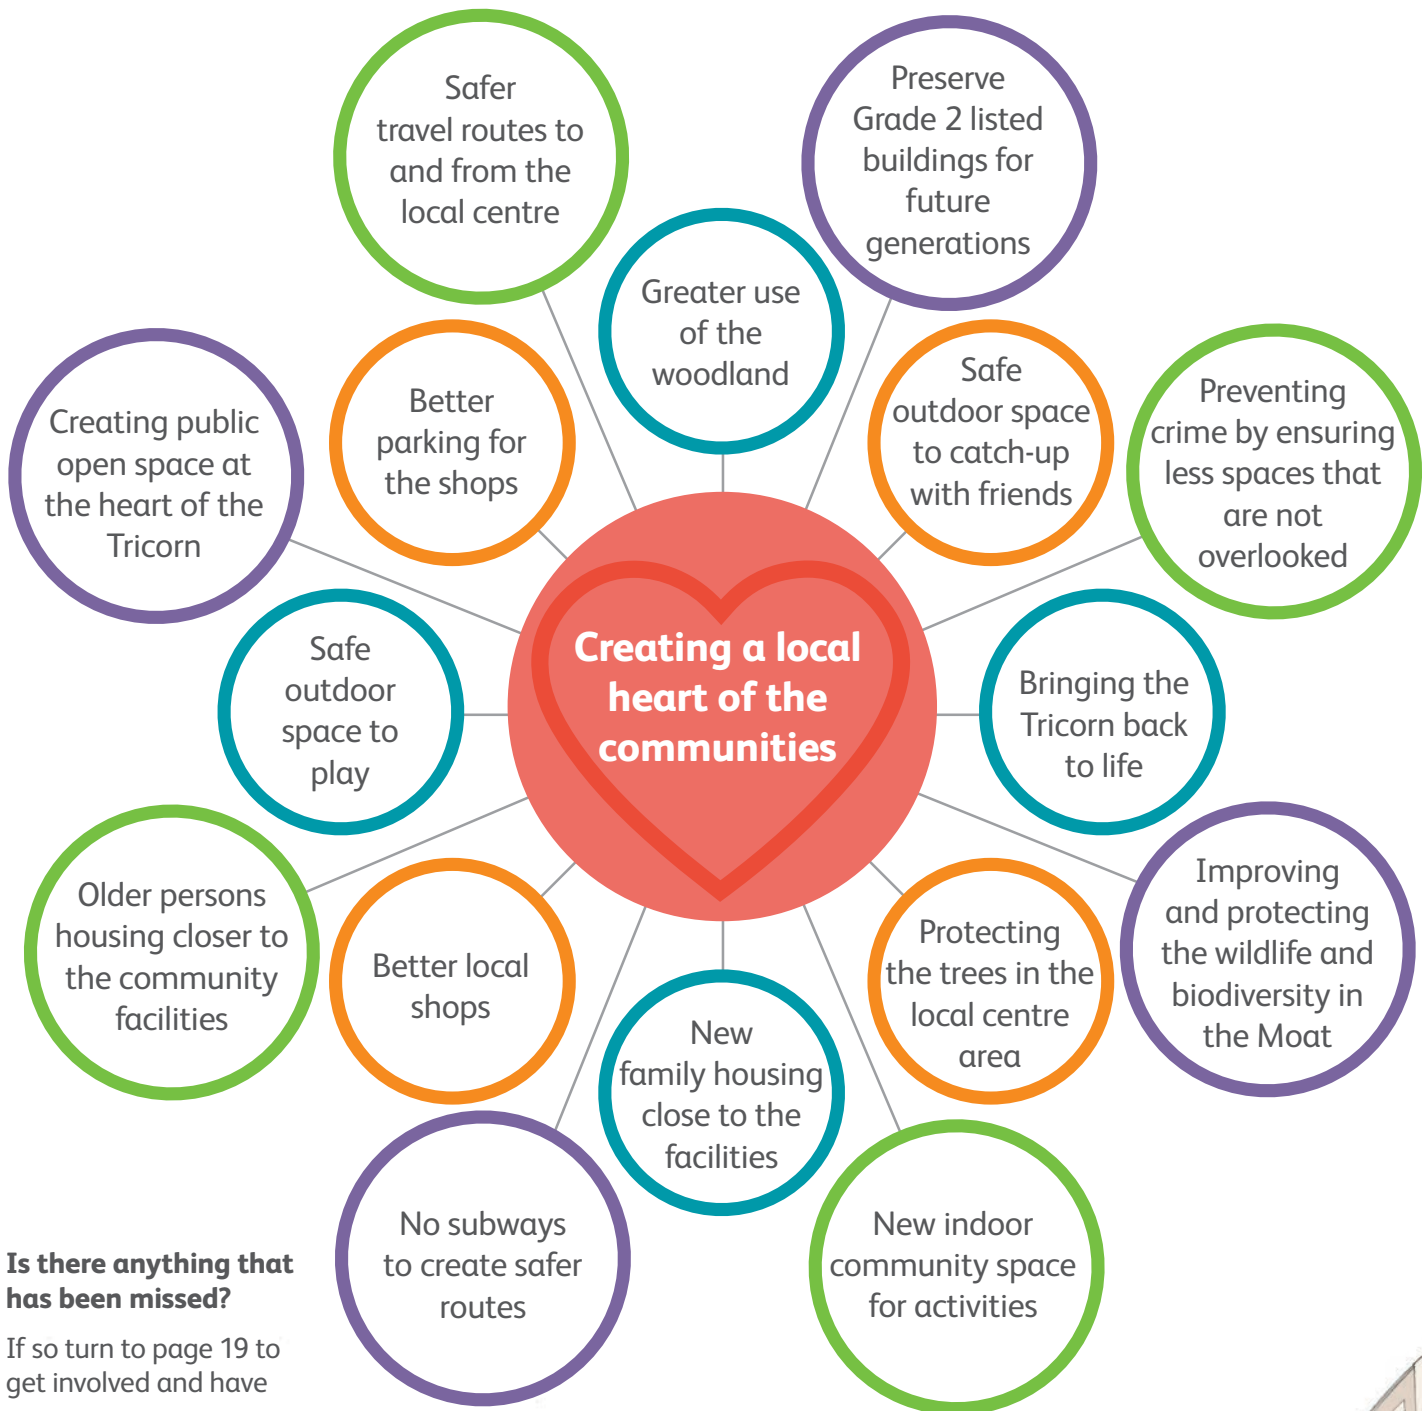 Safer
travel routes to
and from the
local centre
Preserve
Grade 2 listed
buildings for
future
generations
Greater use
of the
woodland
Better
parking for
the shops
Safe
outdoor space
to catch-up
with friends
Creating public
open space at
the heart of the
Tricorn
Preventing
crime by ensuring
less spaces that
are not
overlooked
Creating a local
heart of the
communities
Safe
outdoor
space to
play
Bringing the
Tricorn back
to life
Older persons
housing closer to
the community
facilities
Better local
shops
Protecting
the trees in the
local centre
area
Improving
and protecting
the wildlife and
biodiversity in
the Moat
New
family housing
close to the
facilities
No subways
to create safer
routes
New indoor
community space
for activities
Is there anything that
has been missed?
If so turn to page 19 to
get involved and have